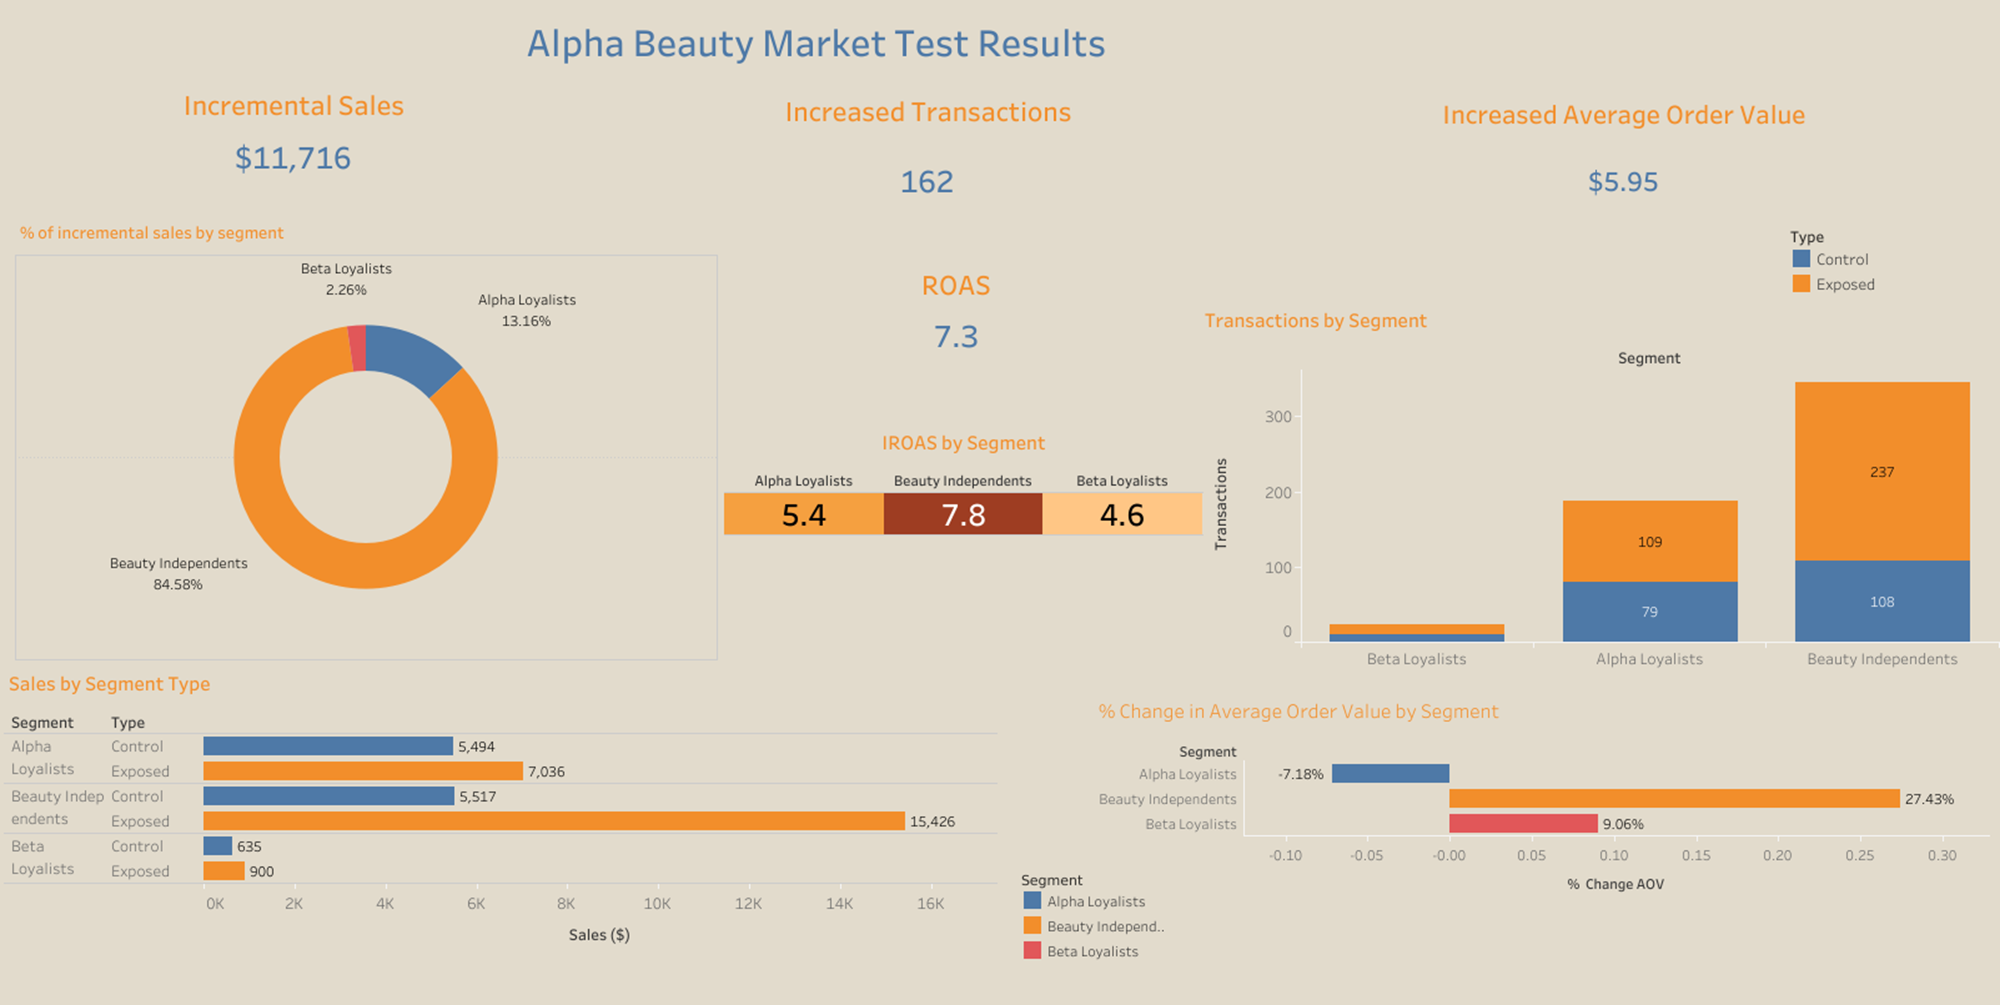 Alpha Beauty Market Test Results
Incremental Sales
$11,716
Increased Transactions
162
Increased Average Order Value
$5.95
% of incremental sales by segment
Beta Loyalists
2.26%
Alpha Loyalists
13.16%
Beauty Independents
84.58%
ROAS
7.3
IROAS by Segment
Alpha Loyalists Beauty Independents Beta Loyalists
5.4 7.8 4.6
Type
Control
Exposed
Transactions by Segment
Segment
Transactions
300
200
100
0
237
109
79
108
Beta Loyalists Alpha Loyalists Beauty Independents
Sales by Segment Type
Segment Type
Alpha Control 5,494
Loyalists Exposed 7,036
Beauty Indep Control 5,517
endents Exposed 15,426
Beta Control 635
Loyalists Exposed 900
0K 2K 4K 6K 8K 10K 12K 14K 16K
Sales ($)
Segment
Alpha Loyalists
Beauty Independ..
Beta Loyalists
% Change in Average Order Value by Segment
Segment
Alpha Loyalists -7.18%
Beauty Independents 27.43%
Beta Loyalists 9.06%
-0.10 -0.05 -0.00 0.05 0.10 0.15 0.20 0.25 0.30
% Change AOV